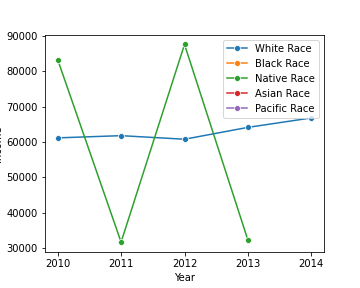 90000
80000
70000
60000
50000
40000
30000
2010
2011
2012
2013
2014
Year
White Race
Black Race
Native Race
Asian Race
Pacific Race